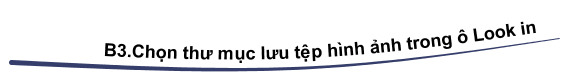 B3.Chọn thư mục lưu tệp hình ảnh trong ô Look in